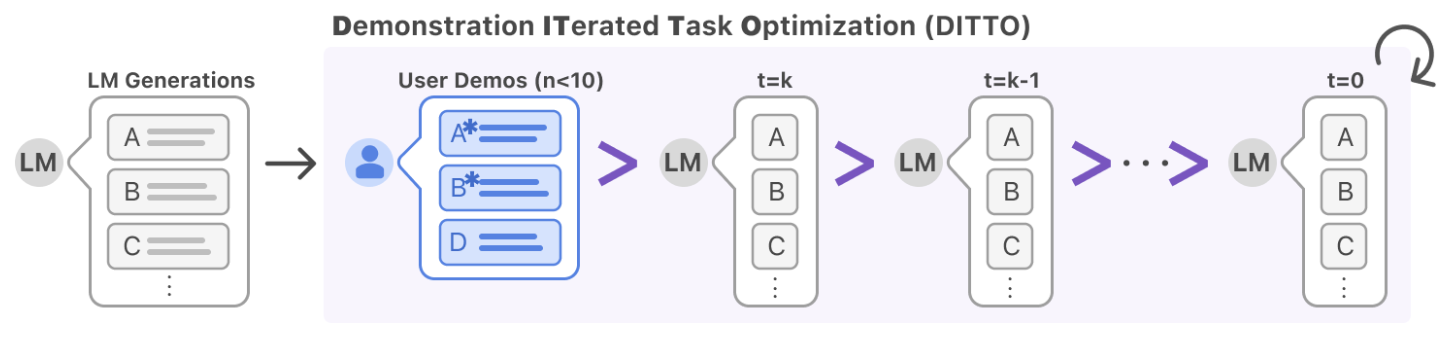 Demonstration ITerated Task Optimization (DITTO)
LM Generations
User Demos (n<10)
t=k
t=k-1
t=0
LM
A
B
C
⋮
A*
B*
D
>
LM
A
B
C
⋮
>
LM
A
B
C
⋮
>
···
>
LM
A
B
C
⋮